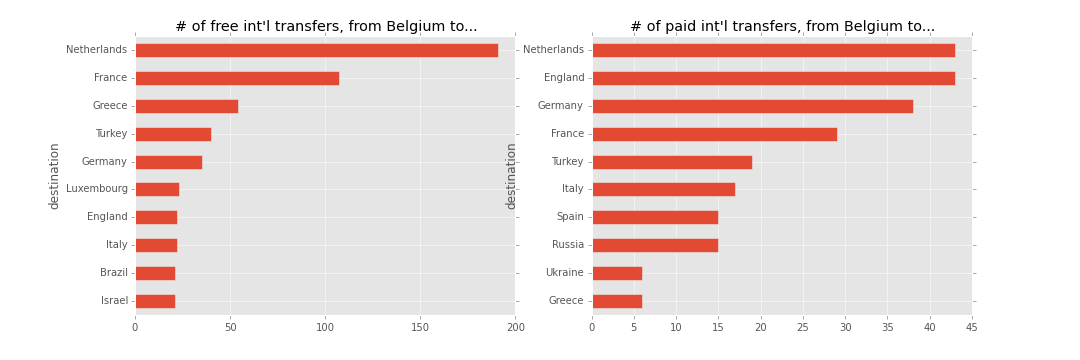 # of free int'l transfers, from Belgium to...
destination
Netherlands
France
Greece
Turkey
Germany
Luxembourg
England
Italy
Brazil
Israel
0 50 100 150 200
# of paid int'l transfers, from Belgium to...
destination
Netherlands
England
Germany
France
Turkey
Italy
Spain
Russia
Ukraine
Greece
0 5 10 15 20 25 30 35 40 45